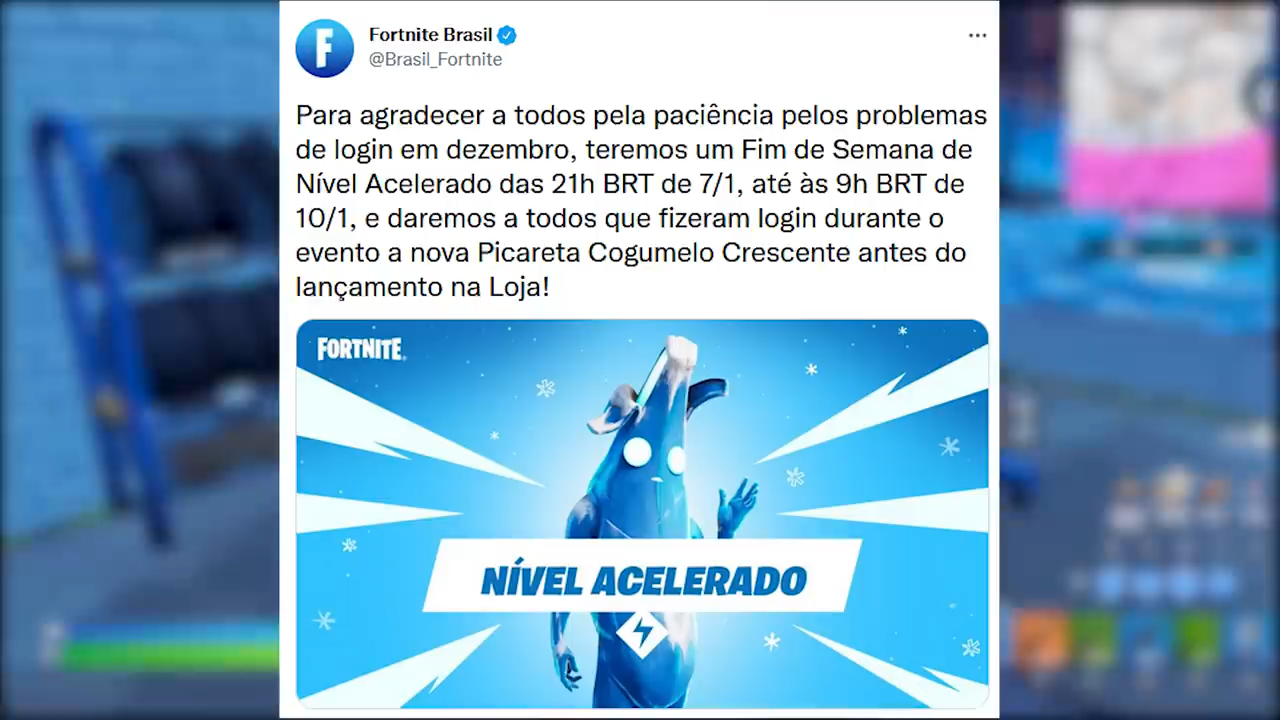 Fortnite Brasil
@Brasil_Fortnite
Para agradecer a todos pela paciência pelos problemas
de login em dezembro, teremos um Fim de Semana de
Nível Acelerado das 21h BRT de 7/1, até às 9h BRT de
10/1, e daremos a todos que fizeram login durante o
evento a nova Picareta Cogumelo Crescente antes do
lançamento na Loja!
FORTNITE
NÍVEL ACELERADO